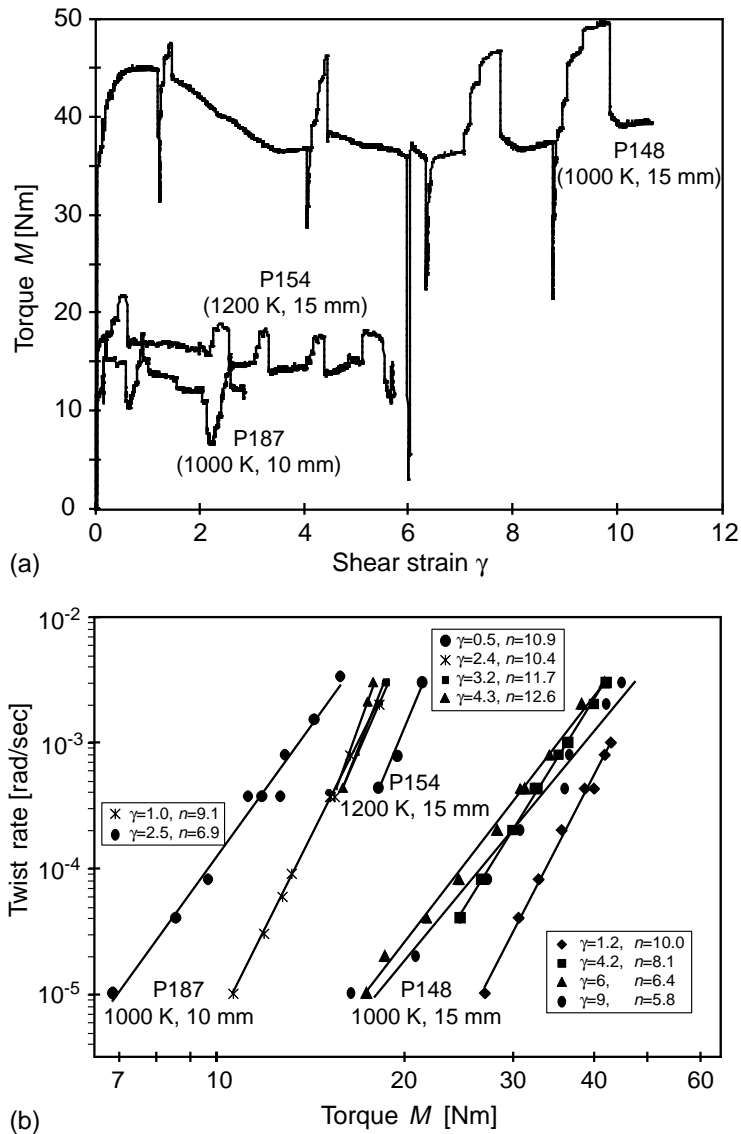 50
40
30
20
10
0
Torque M [Nm]
P148
(1000 K, 15 mm)
P154
(1200 K, 15 mm)
P187
(1000 K, 10 mm)
0 2 4 6 8 10 12
Shear strain γ
(a)
10⁻²
10⁻³
10⁻⁴
10⁻⁵
Twist rate [rad/sec]
γ=0.5, n=10.9
γ=2.4, n=10.4
γ=3.2, n=11.7
γ=4.3, n=12.6
P154
1200 K, 15 mm
γ=1.0, n=9.1
γ=2.5, n=6.9
γ=1.2, n=10.0
γ=4.2, n=8.1
γ=6, n=6.4
γ=9, n=5.8
P187
1000 K, 10 mm
P148
1000 K, 15 mm
7 10 20 30 40 60
Torque M [Nm]
(b)